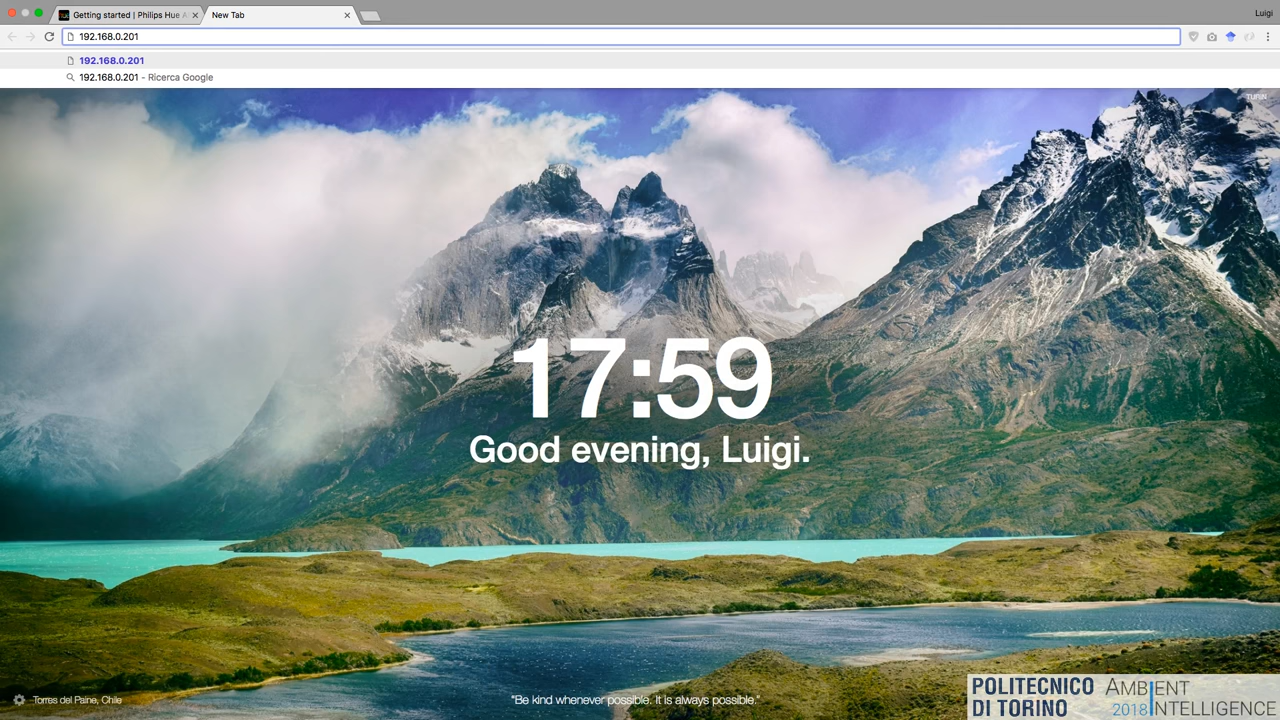 Getting started | Philips Hue A
New Tab
Luigi
192.168.0.201
192.168.0.201
192.168.0.201 - Ricerca Google
TURIN
17:59
Good evening, Luigi.
Torres del Paine, Chile
"Be kind whenever possible. It is always possible."
POLITECNICO
DI TORINO
AMBIENT
2018 INTELLIGENCE